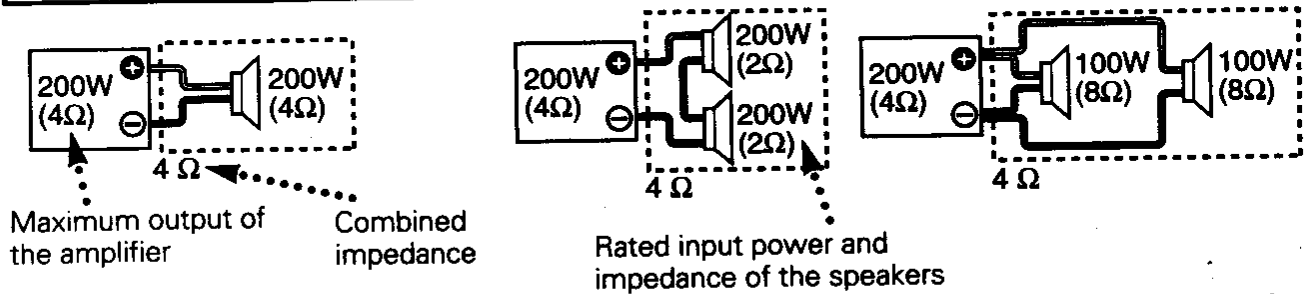 200W
(4Ω)
⊕
⊖
200W
(4Ω)
4 Ω
Maximum output of
the amplifier
Combined
impedance
200W
(4Ω)
⊕
⊖
200W
(2Ω)
200W
(2Ω)
4 Ω
Rated input power and
impedance of the speakers
200W
(4Ω)
⊕
⊖
100W
(8Ω)
100W
(8Ω)
4 Ω